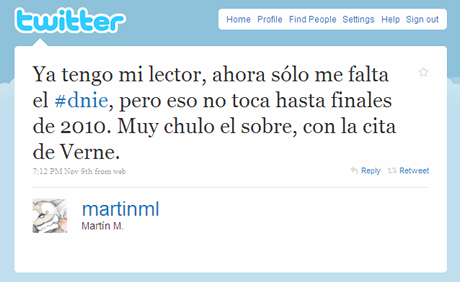 twitter
Home Profile Find People Settings Help Sign out
Ya tengo mi lector, ahora sólo me falta
el #dnie, pero eso no toca hasta finales
de 2010. Muy chulo el sobre, con la cita
de Verne.
7:12 PM Nov 9th from web
Reply Retweet
martinml
Martín M.